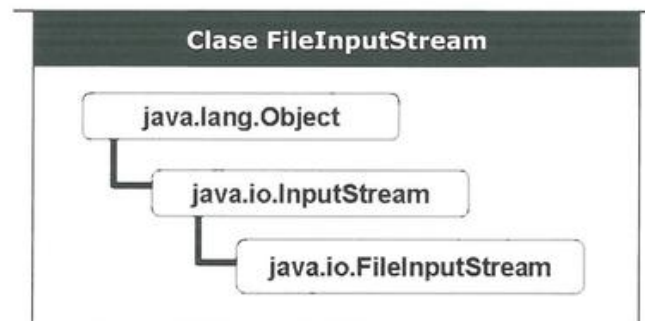 Clase FileInputStream
java.lang.Object
java.io.InputStream
java.io.FileInputStream